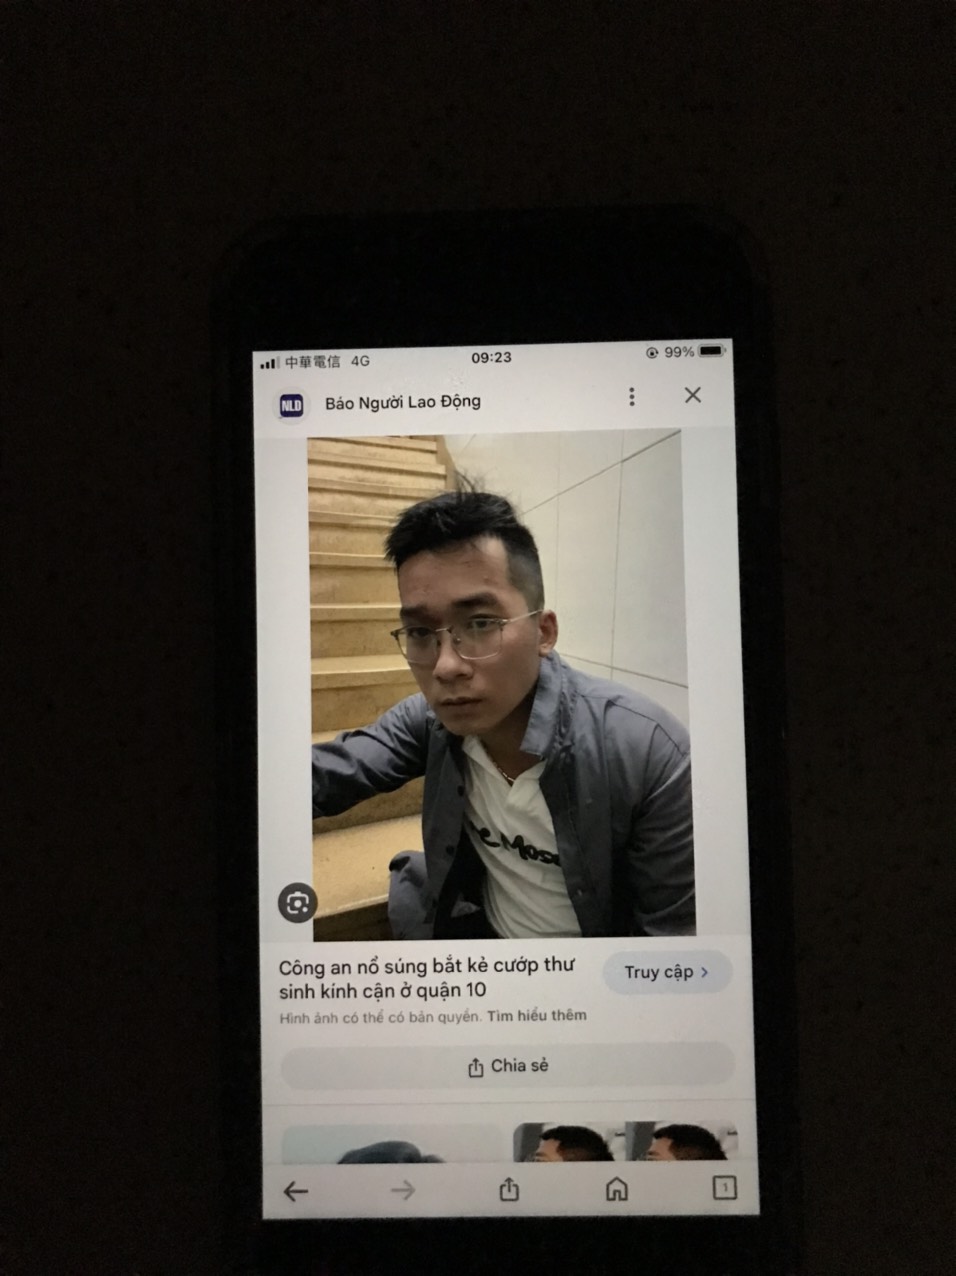 中華電信 4G 09:23 99%
NLD Báo Người Lao Động
Công an nổ súng bắt kẻ cướp thư
sinh kính cận ở quận 10
Truy cập >
Hình ảnh có thể có bản quyền. Tìm hiểu thêm
Chia sẻ
1